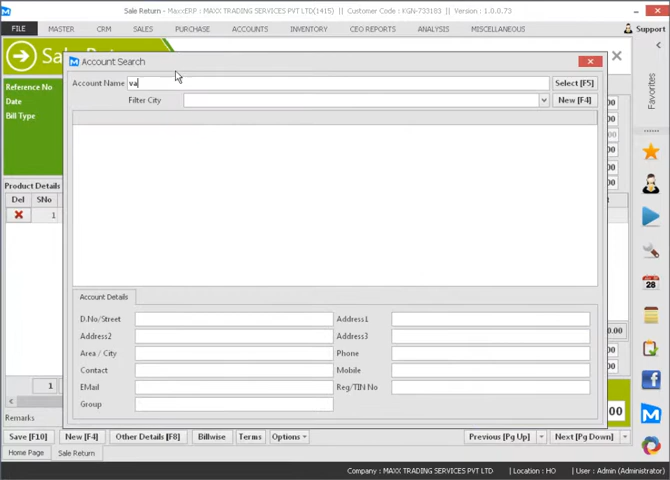 Sale Return - MaxxERP : MAXX TRADING SERVICES PVT LTD(1415) :: Customer Code : KGN-733183 :: Version : 1.0.0.73
FILE MASTER CRM SALES PURCHASE ACCOUNTS INVENTORY CEO REPORTS ANALYSIS MISCELLANEOUS Support
Sal
Account Search
Reference No
Date
Bill Type
Account Name va Select [F5]
Filter City New [F4]
Favorites
Product Details
Del SNo
1
Account Details
D.No/Street Address1
Address2 Address3
Area / City Phone
Contact Mobile
EMail Reg/TIN No
Group
28
1
Remarks
Save [F10] New [F4] Other Details [F8] Billwise Terms Options Previous [Pg Up] Next [Pg Down]
Home Page Sale Return
Company : MAXX TRADING SERVICES PVT LTD Location : HO User : Admin (Administrator)